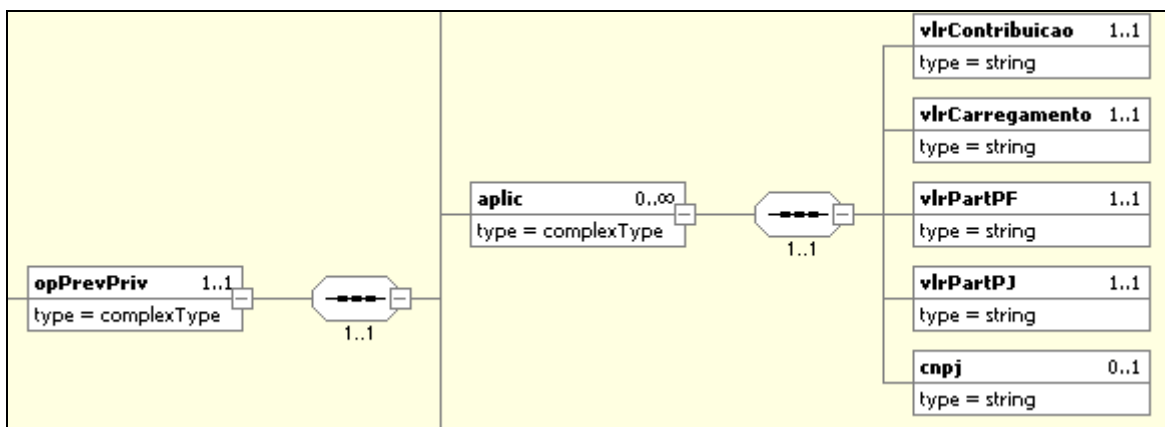 opPrevPriv 1..1
type = complexType
1..1
aplic 0..∞
type = complexType
1..1
vlrContribuicao 1..1
type = string
vlrCarregamento 1..1
type = string
vlrPartPF 1..1
type = string
vlrPartPJ 1..1
type = string
cnpj 0..1
type = string